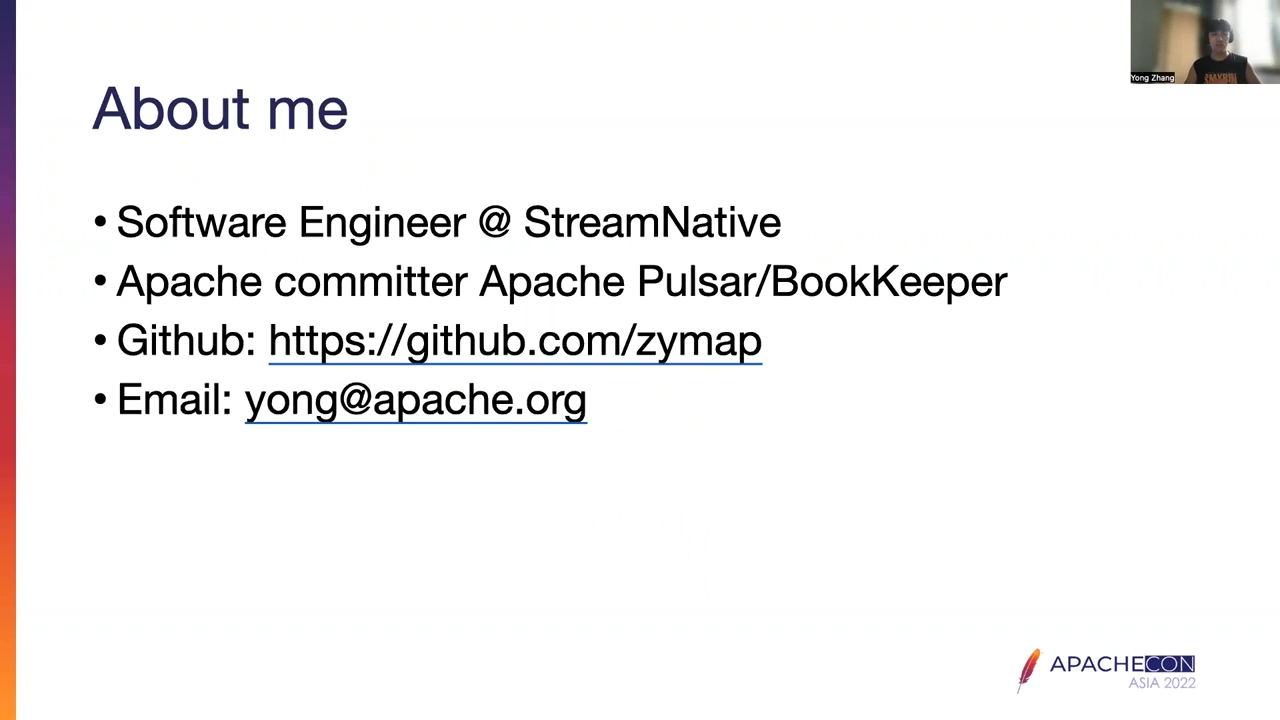 Yong Zhang
About me
• Software Engineer @ StreamNative
• Apache committer Apache Pulsar/BookKeeper
• Github: https://github.com/zymap
• Email: yong@apache.org
APACHECON
ASIA 2022